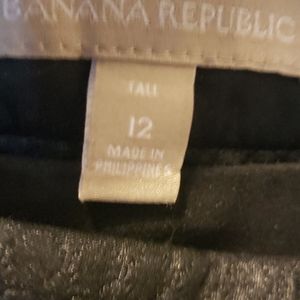 BANANA REPUBLIC
TALL
12
MADE IN
PHILIPPINES